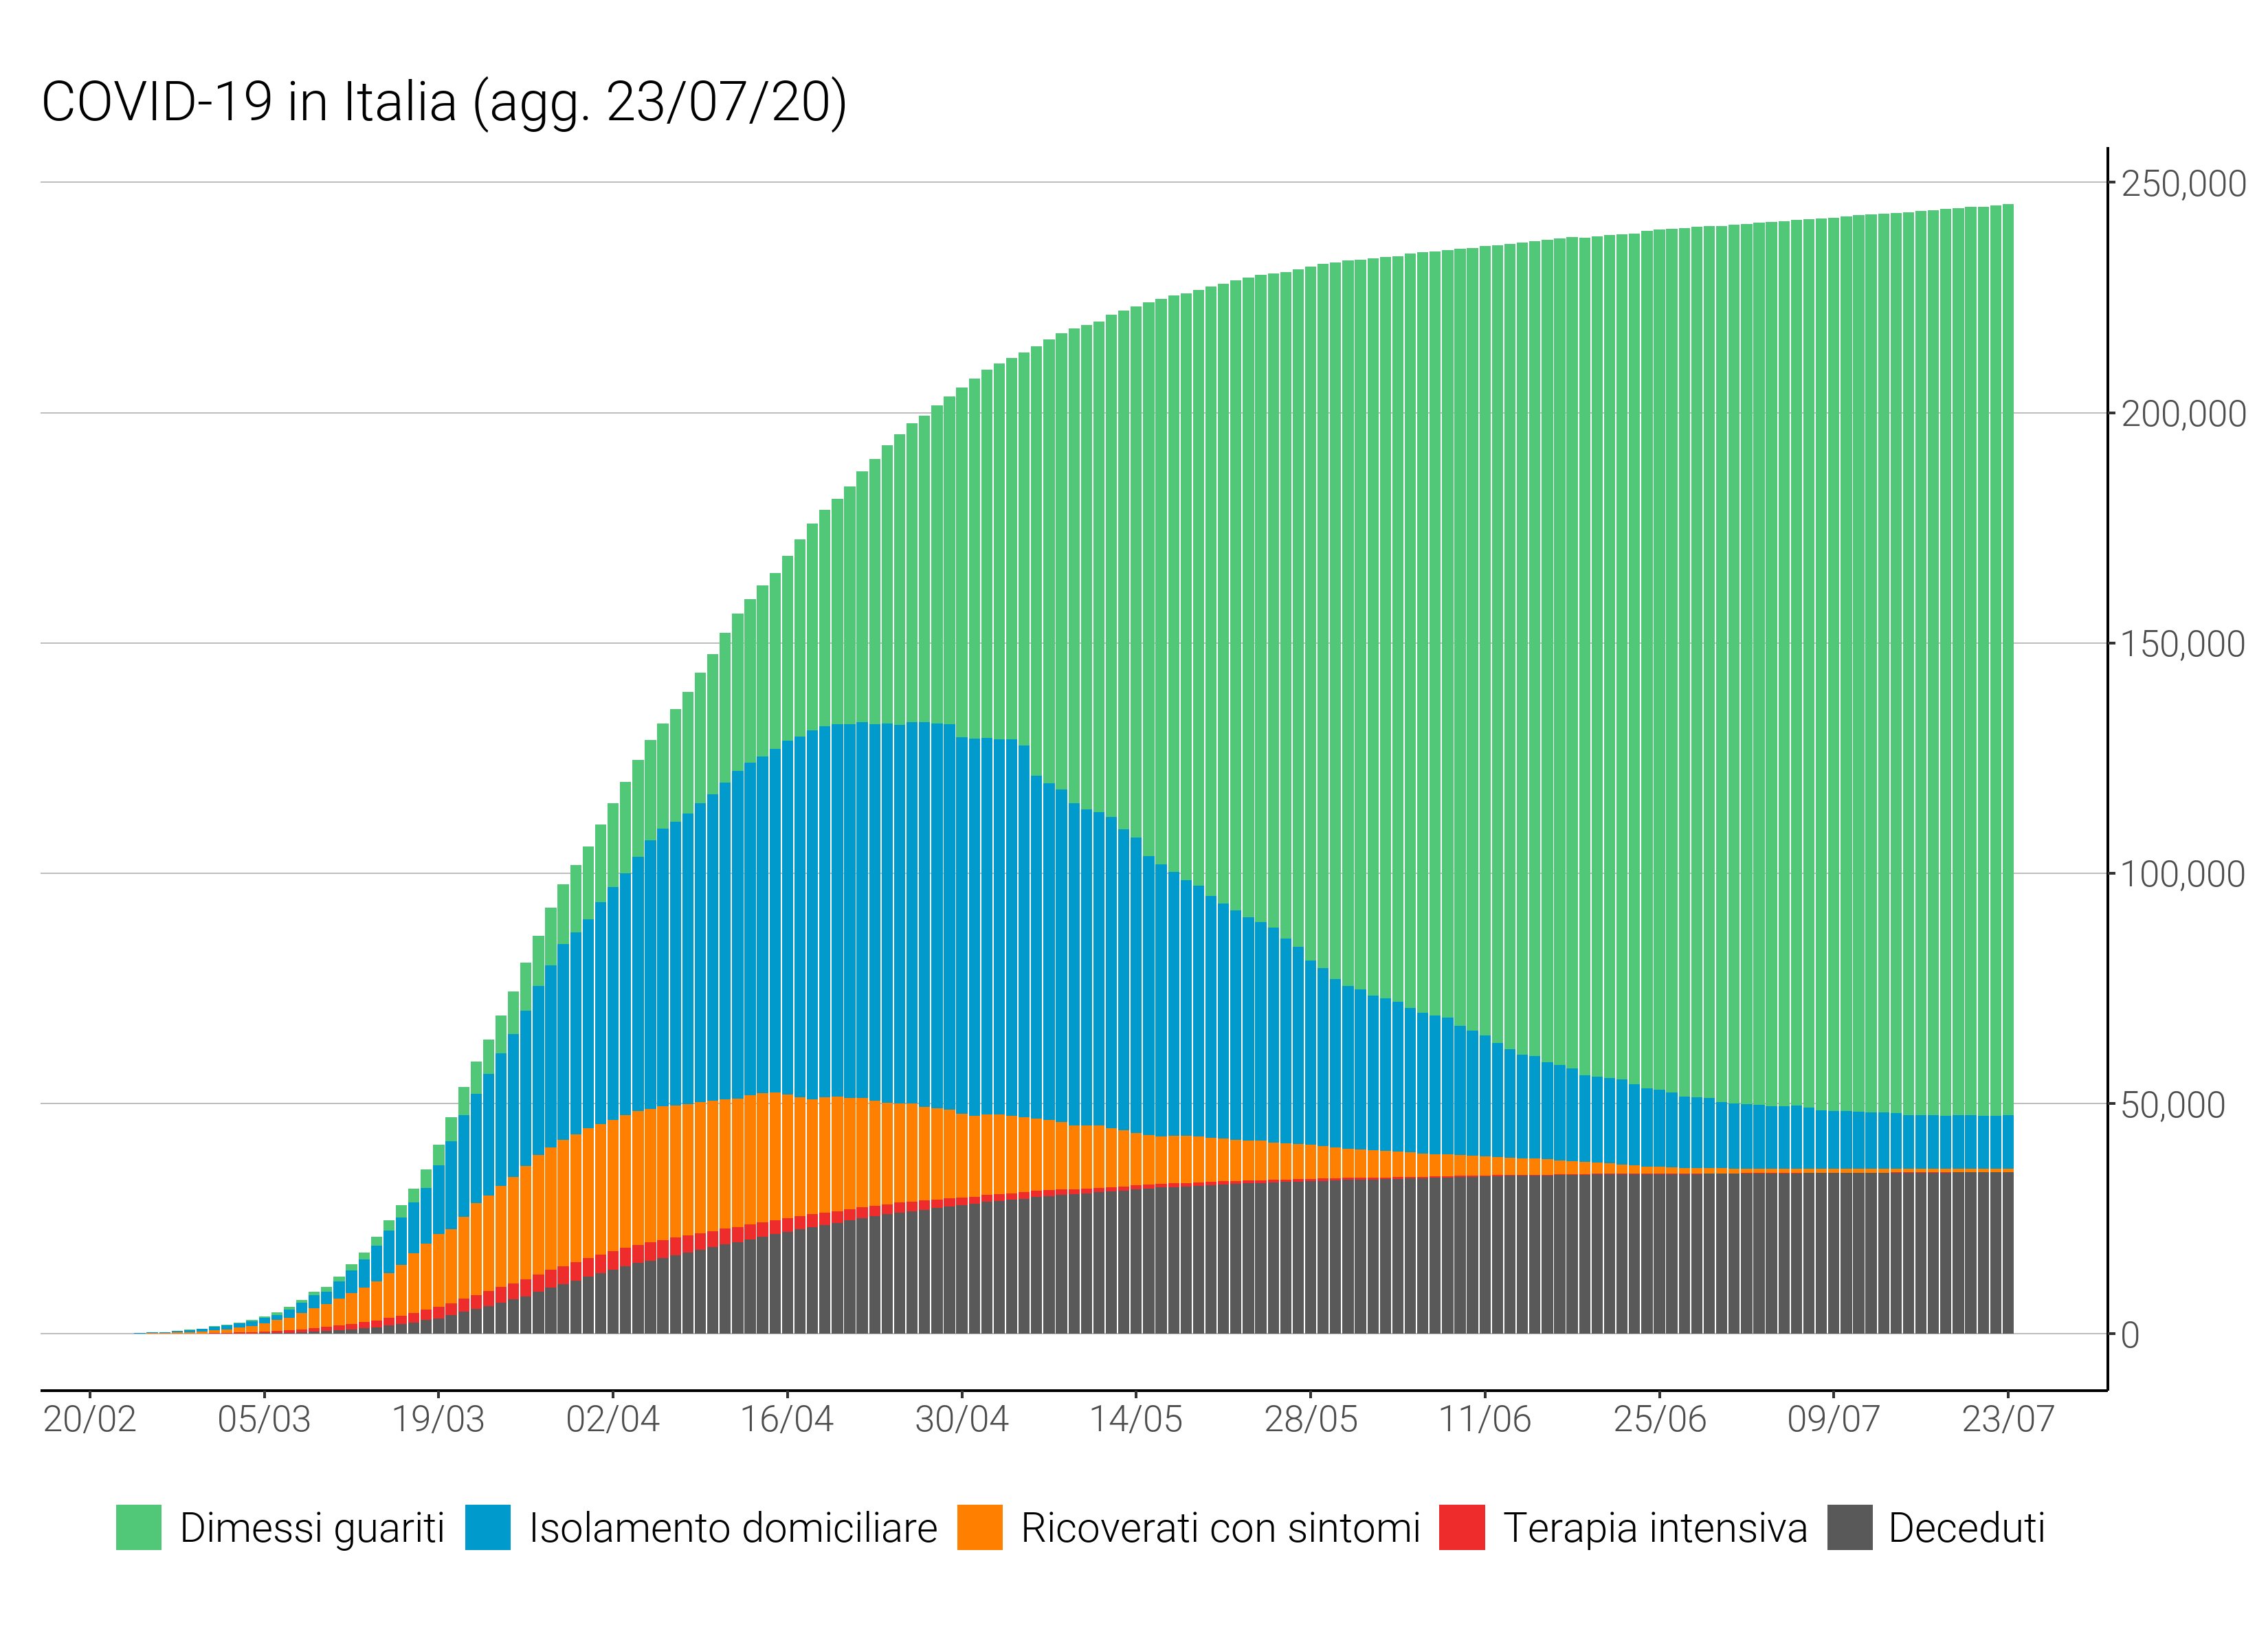 COVID-19 in Italia (agg. 23/07/20)
250,000
200,000
150,000
100,000
50,000
0
20/02 05/03 19/03 02/04 16/04 30/04 14/05 28/05 11/06 25/06 09/07 23/07
Dimessi guariti Isolamento domiciliare Ricoverati con sintomi Terapia intensiva Deceduti